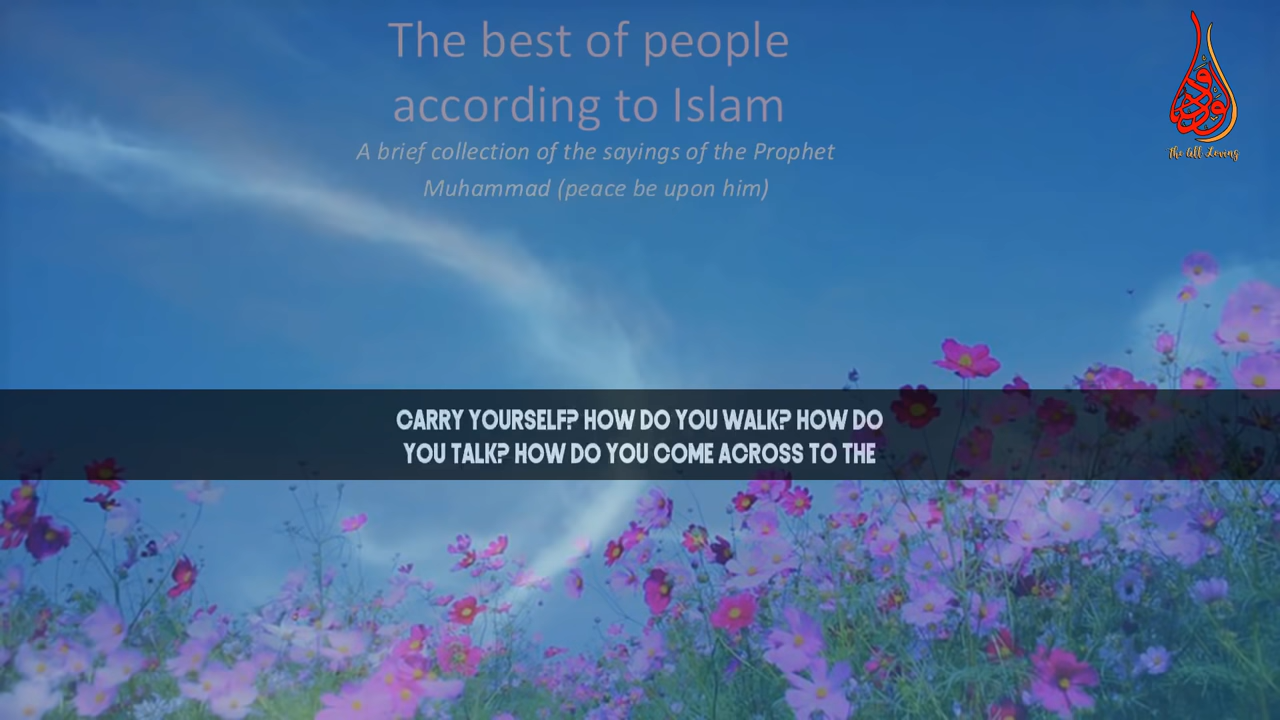 The best of people
according to Islam
A brief collection of the sayings of the Prophet
Muhammad (peace be upon him)
الودود
The All Loving
CARRY YOURSELF? HOW DO YOU WALK? HOW DO
YOU TALK? HOW DO YOU COME ACROSS TO THE